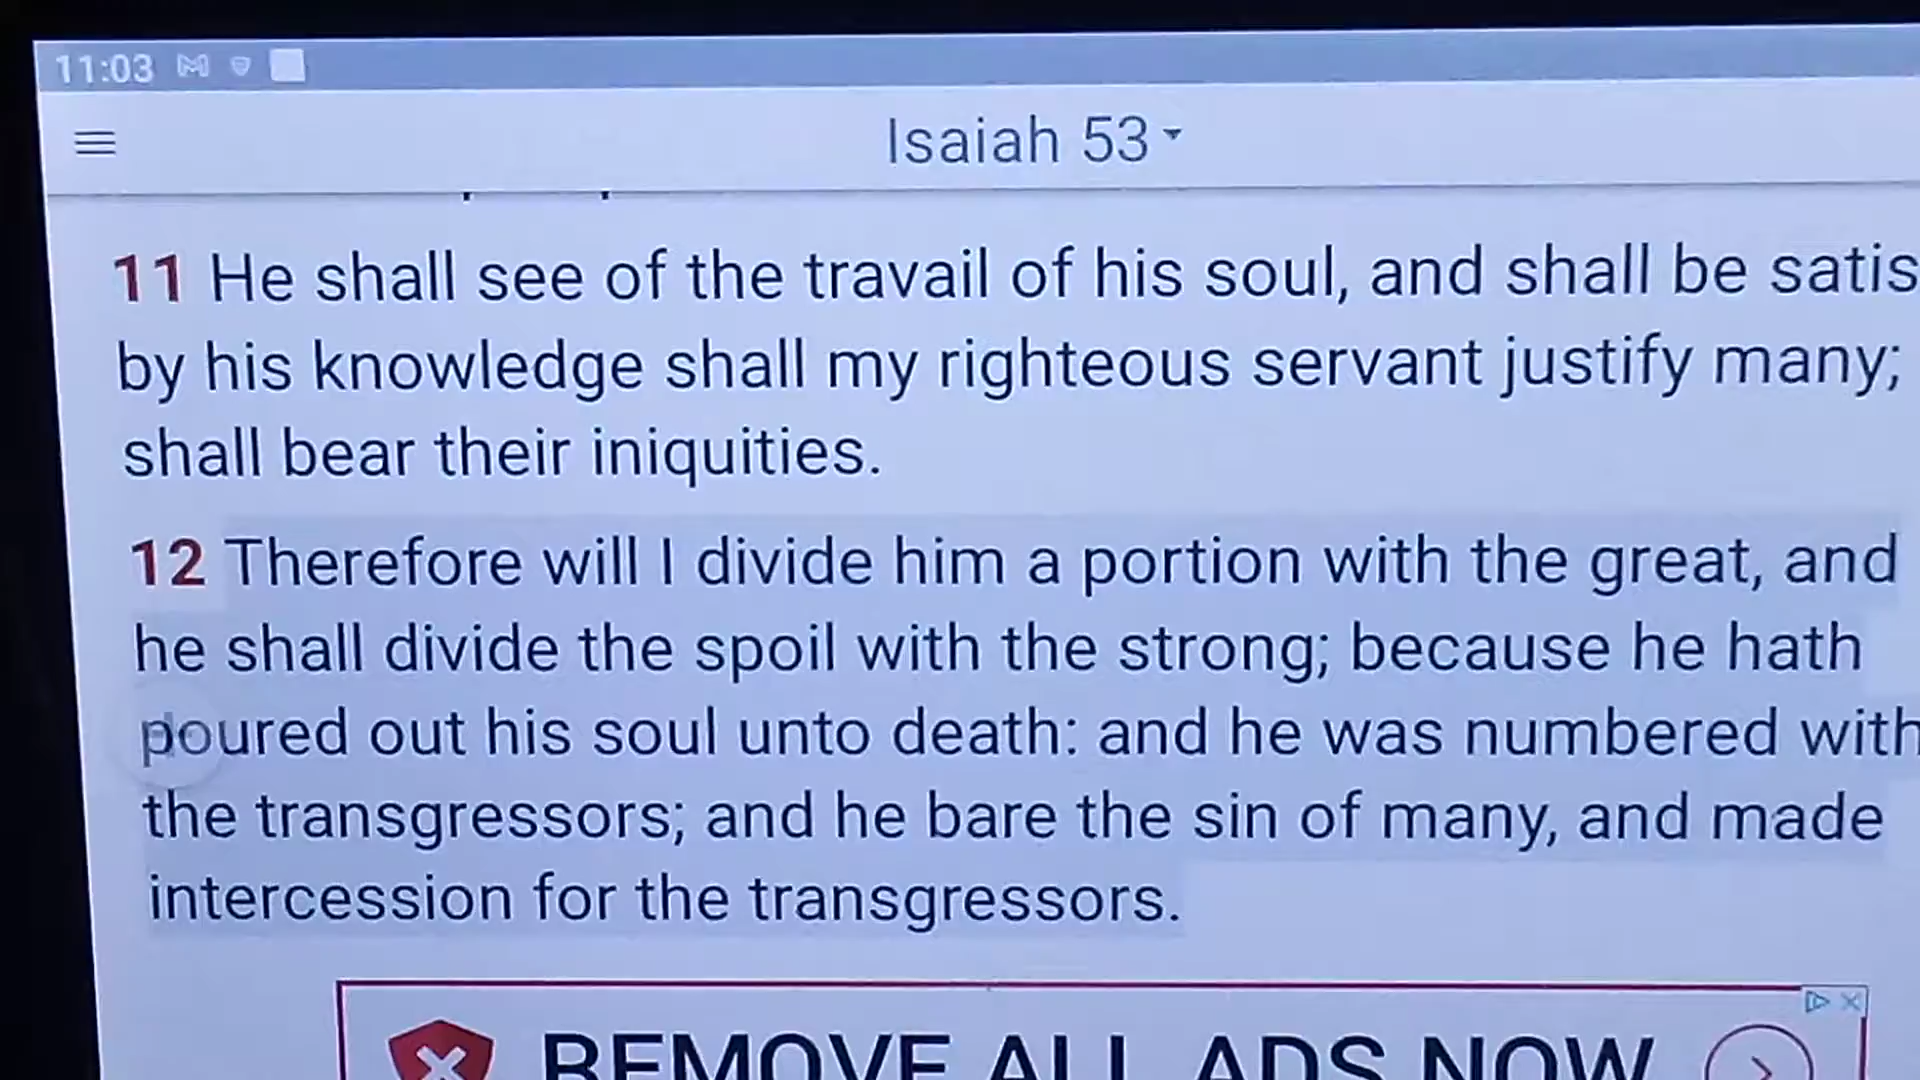 11:03
Isaiah 53
11 He shall see of the travail of his soul, and shall be satis
by his knowledge shall my righteous servant justify many;
shall bear their iniquities.
12 Therefore will I divide him a portion with the great, and
he shall divide the spoil with the strong; because he hath
poured out his soul unto death: and he was numbered with
the transgressors; and he bare the sin of many, and made
intercession for the transgressors.
REMOVE ALL ADS NOW